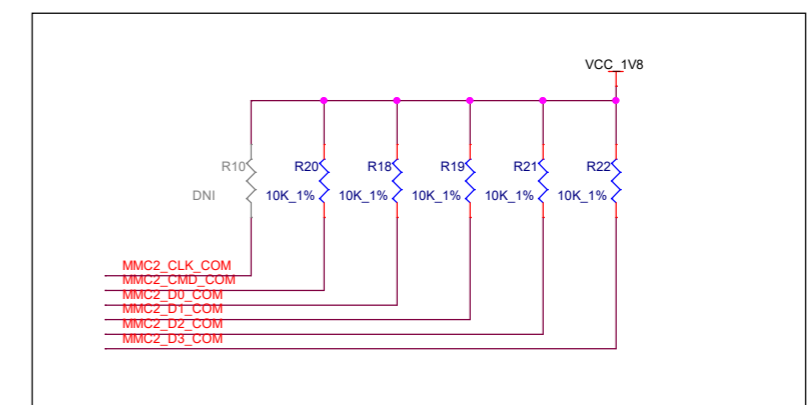 VCC_1V8
R10 R20 R18 R19 R21 R22
DNI 10K_1% 10K_1% 10K_1% 10K_1% 10K_1%
MMC2_CLK_COM
MMC2_CMD_COM
MMC2_D0_COM
MMC2_D1_COM
MMC2_D2_COM
MMC2_D3_COM